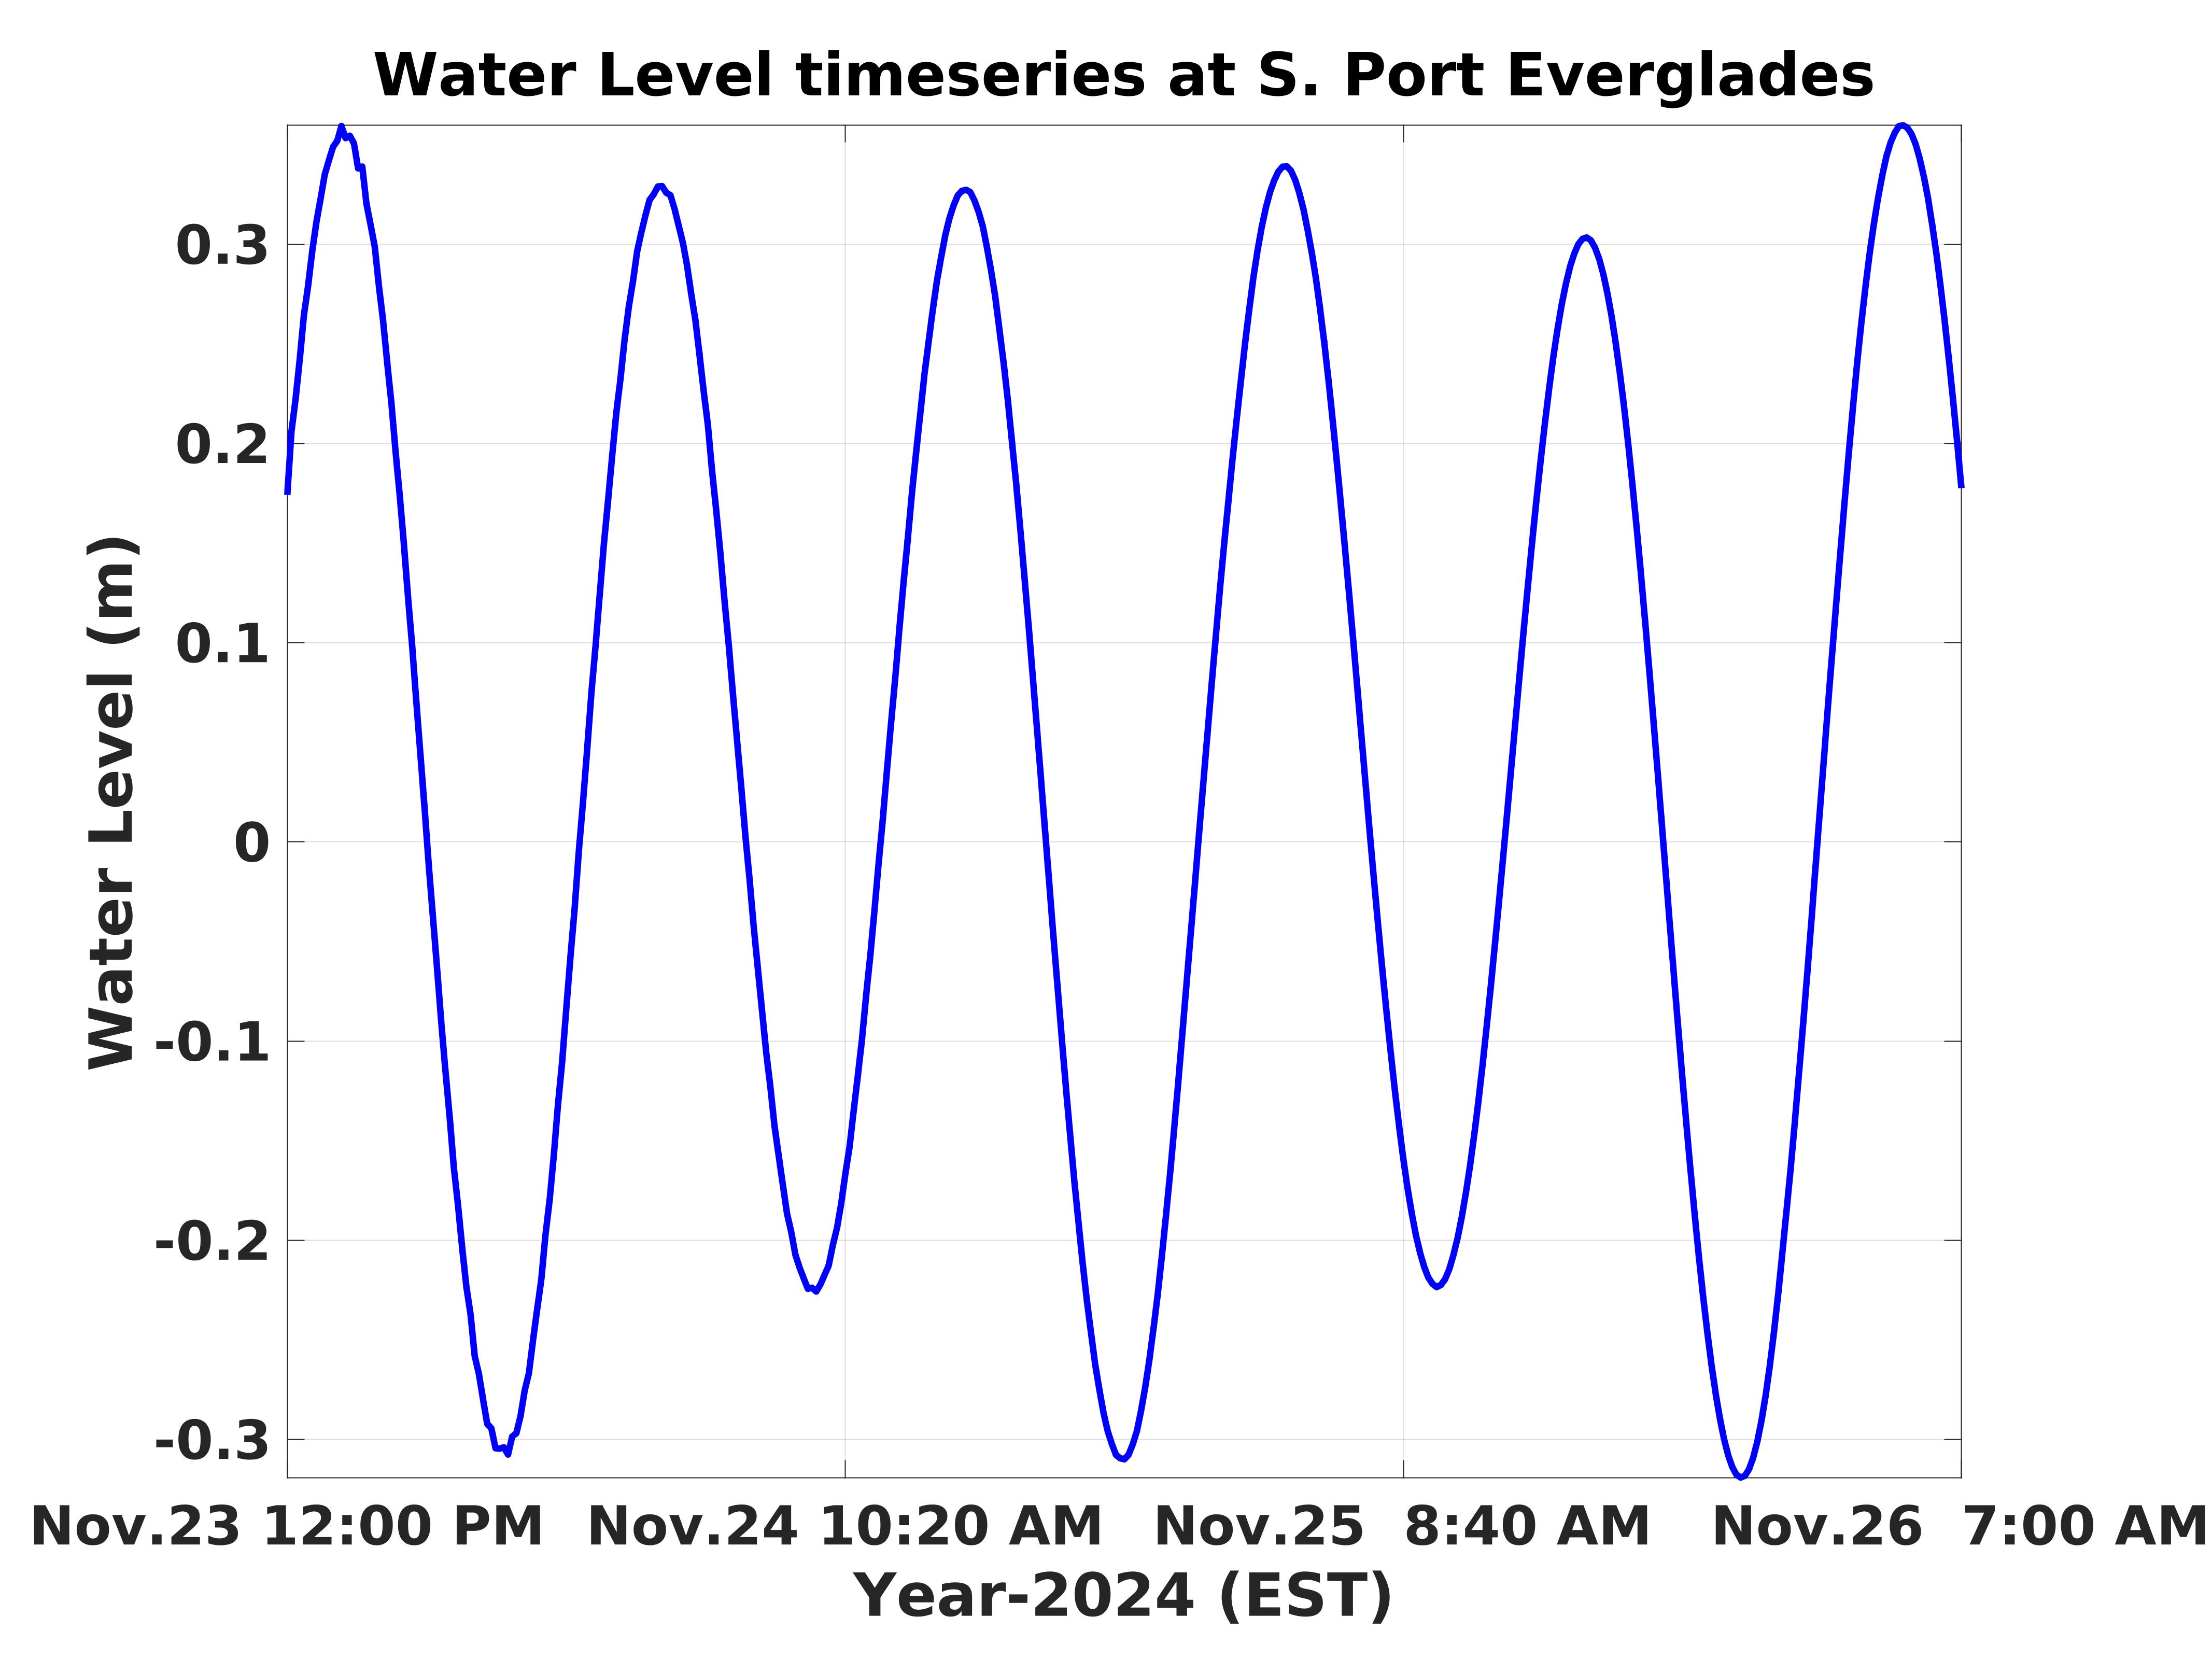 Water Level timeseries at S. Port Everglades
Water Level (m)
0.3
0.2
0.1
0
-0.1
-0.2
-0.3
Nov.23 12:00 PM Nov.24 10:20 AM Nov.25 8:40 AM Nov.26 7:00 AM
Year-2024 (EST)